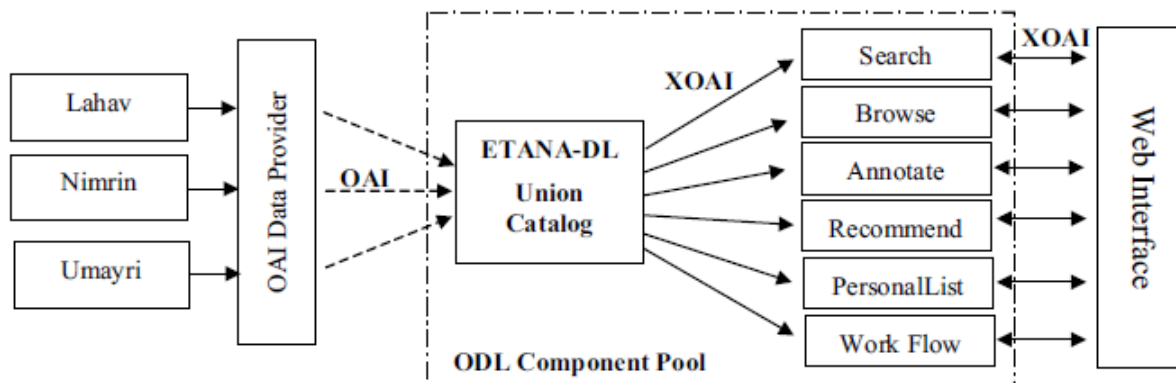 Lahav
Nimrin
Umayri
OAI Data Provider
OAI
ETANA-DL
Union
Catalog
XOAI
Search
Browse
Annotate
Recommend
PersonalList
Work Flow
ODL Component Pool
XOAI
Web Interface